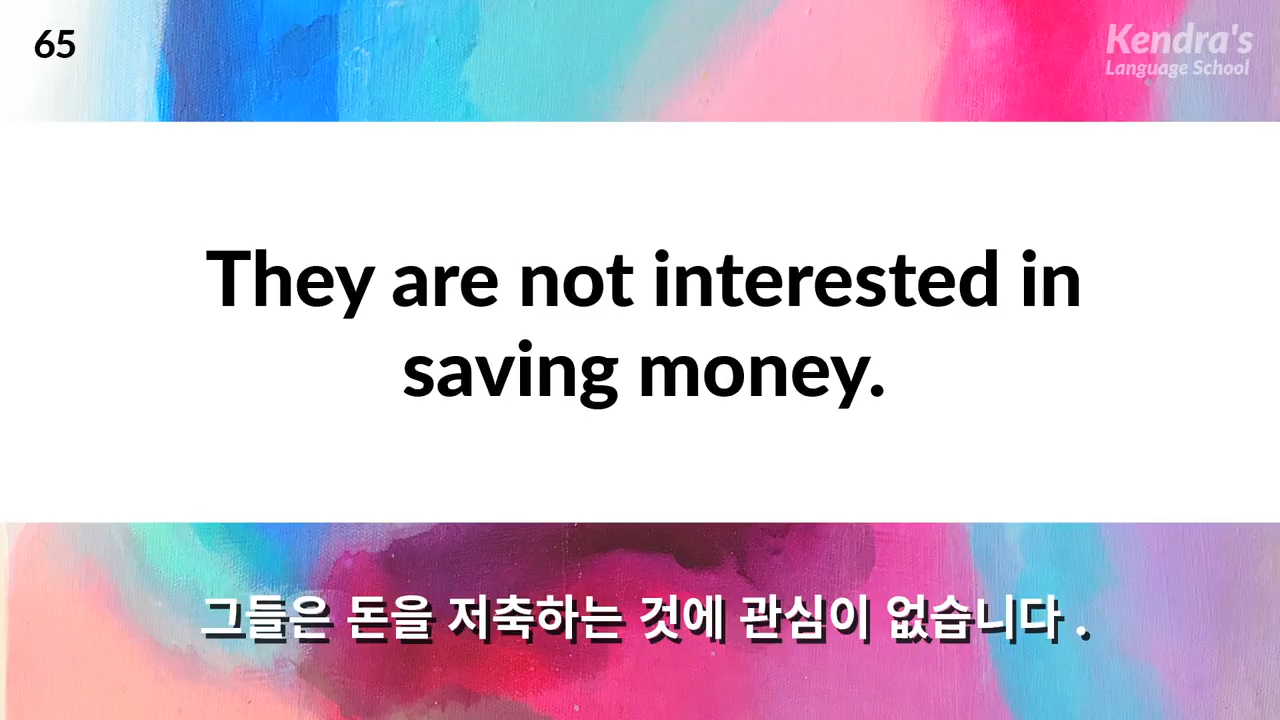 65
Kendra's
Language School
They are not interested in
saving money.
그들은 돈을 저축하는 것에 관심이 없습니다 .